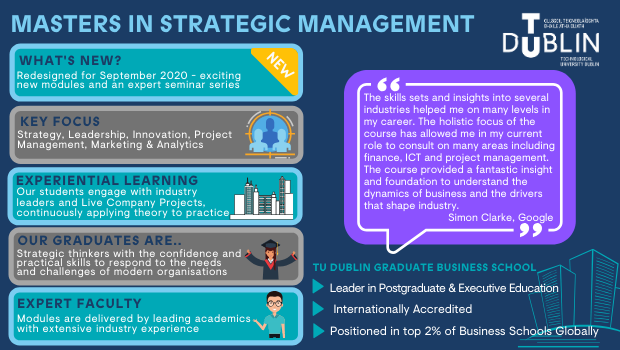 MASTERS IN STRATEGIC MANAGEMENT
WHAT'S NEW?
Redesigned for September 2020 - exciting
new modules and an expert seminar series
NEW
KEY FOCUS
Strategy, Leadership, Innovation, Project
Management, Marketing & Analytics
EXPERIENTIAL LEARNING
Our students engage with industry
leaders and Live Company Projects,
continuously applying theory to practice
OUR GRADUATES ARE..
Strategic thinkers with the confidence and
practical skills to respond to the needs
and challenges of modern organisations
EXPERT FACULTY
Modules are delivered by leading academics
with extensive industry experience
OLLSCOIL TEICNEOLAÍOCHTA
BHAILE ÁTHA CLIATH
TU DUBLIN
TECHNOLOGICAL
UNIVERSITY DUBLIN
The skills sets and insights into several
industries helped me on many levels in
my career. The holistic focus of the
course has allowed me in my current
role to consult on many areas including
finance, ICT and project management.
The course provided a fantastic insight
and foundation to understand the
dynamics of business and the drivers
that shape industry.
Simon Clarke, Google
TU DUBLIN GRADUATE BUSINESS SCHOOL
Leader in Postgraduate & Executive Education
Internationally Accredited
Positioned in top 2% of Business Schools Globally